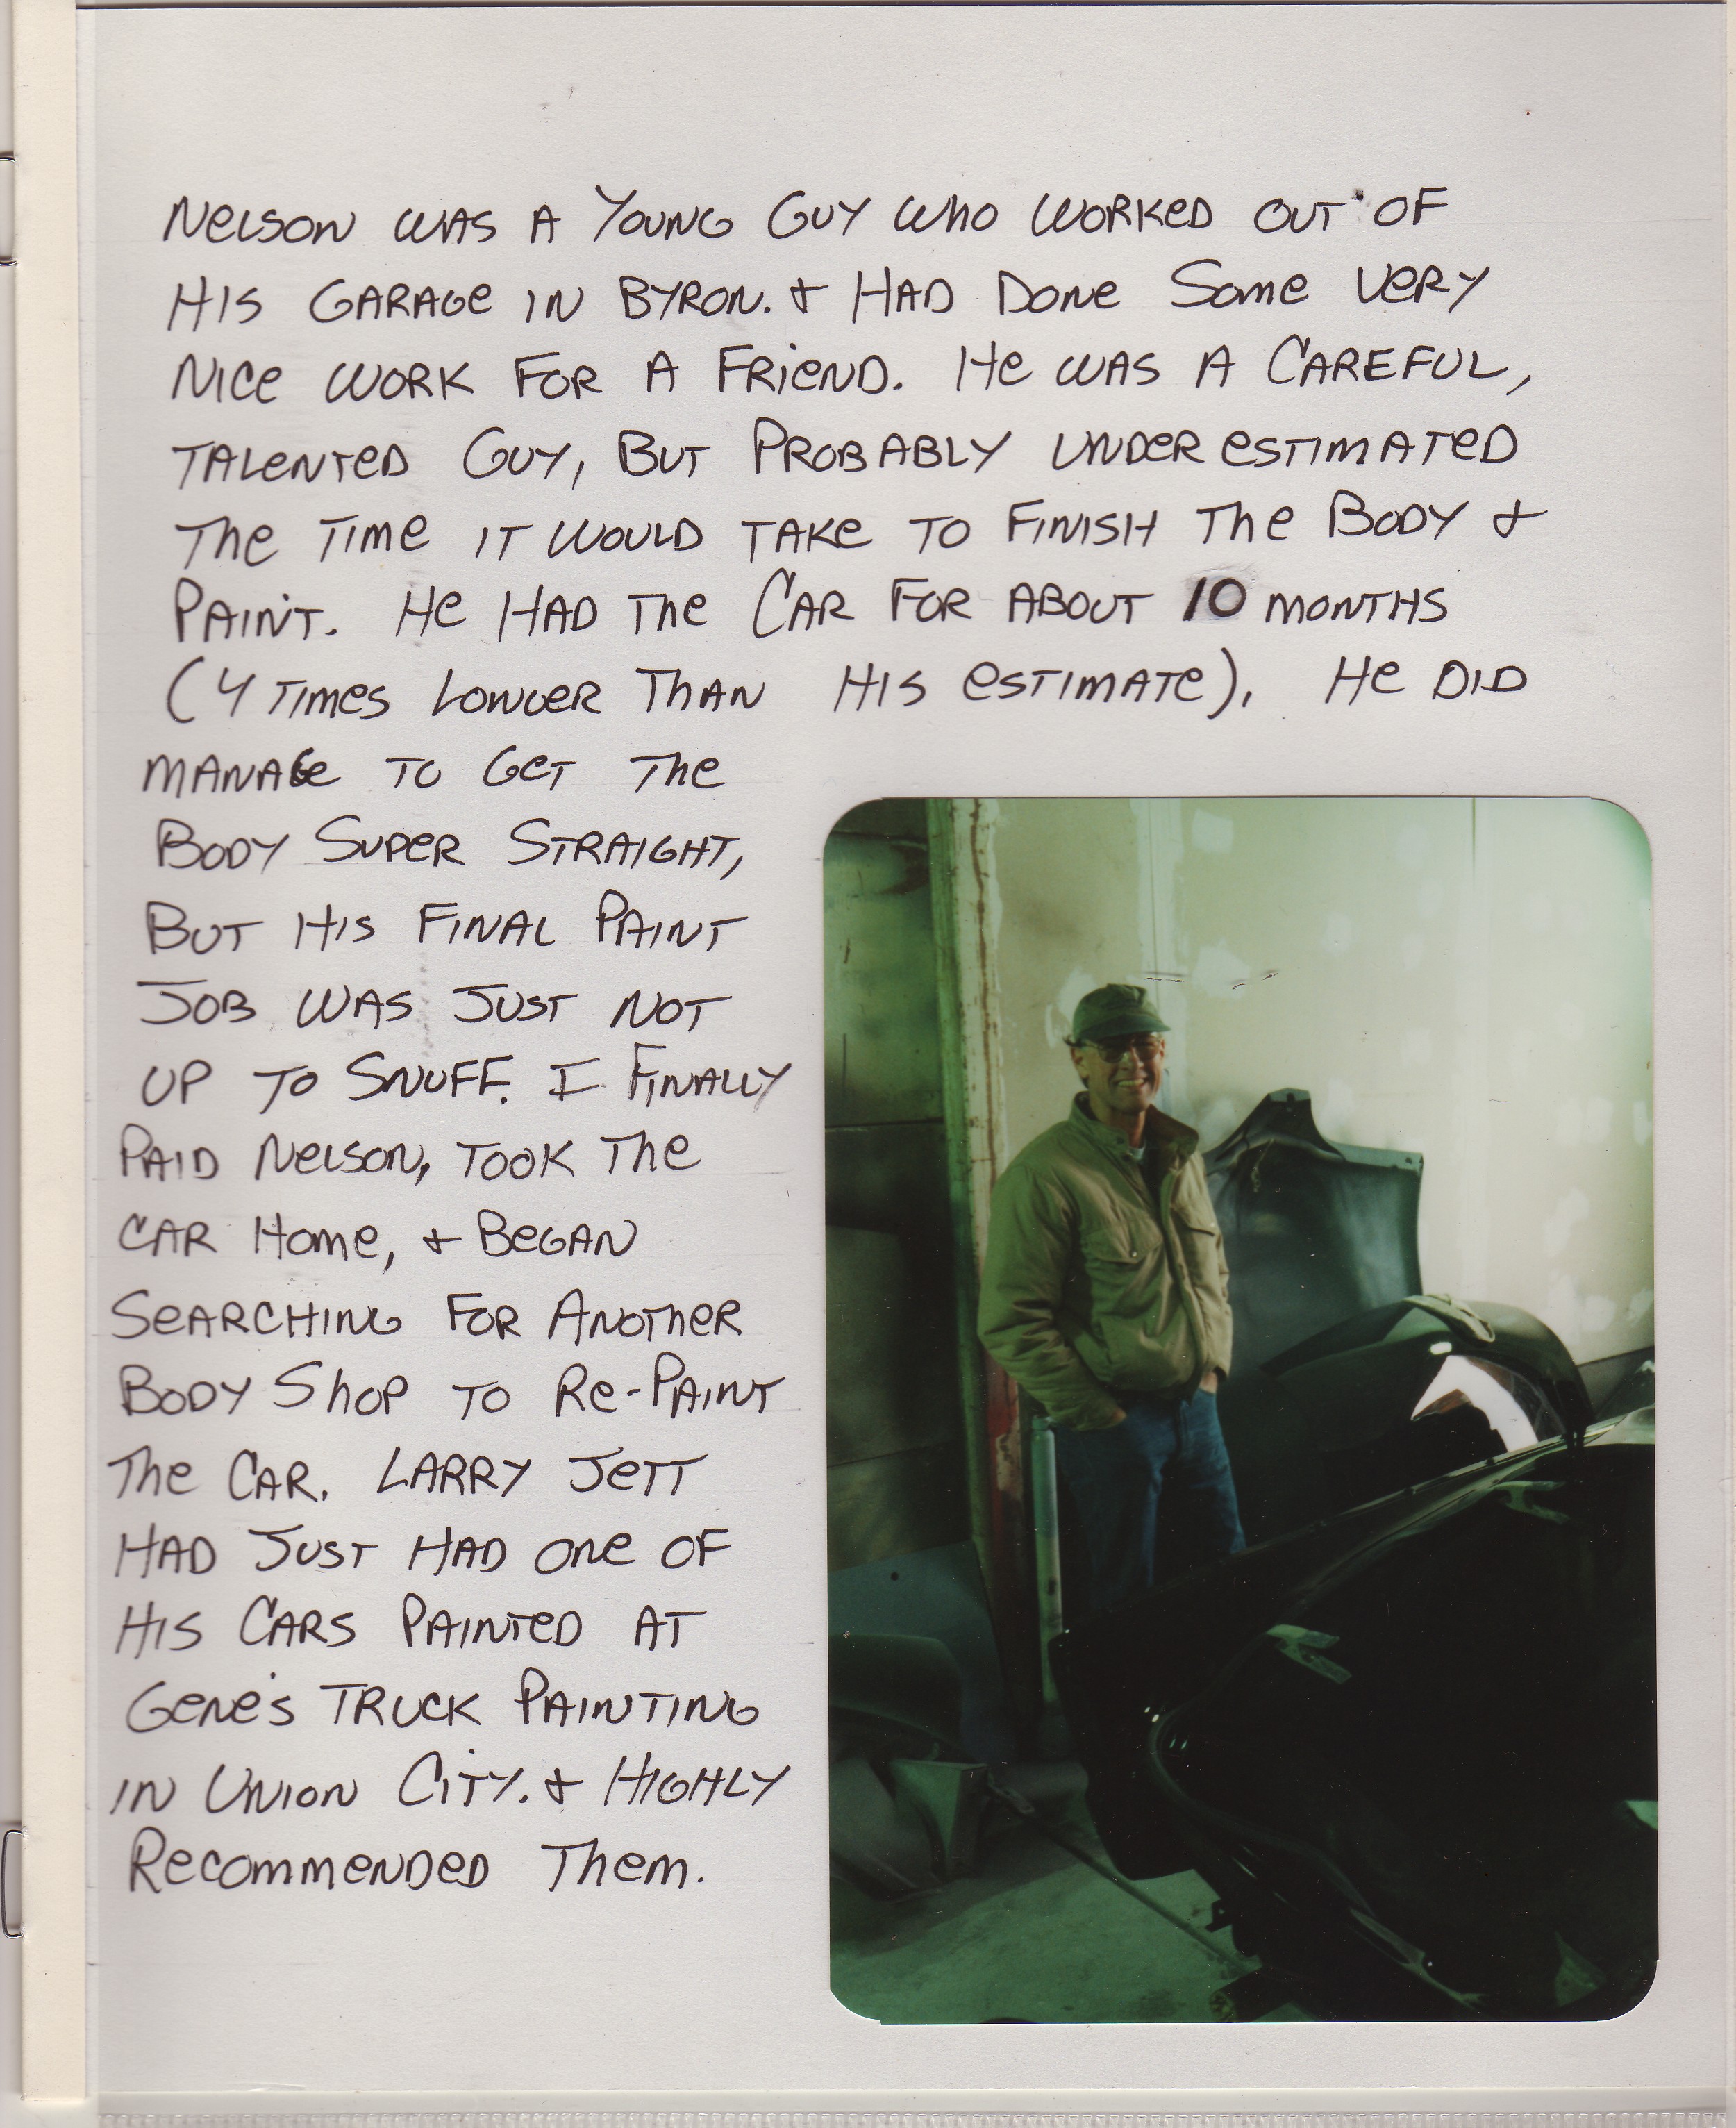 NELSON WAS A YOUNG GUY WHO WORKED OUT OF
HIS GARAGE IN BYRON. & HAD DONE SOME VERY
NICE WORK FOR A FRIEND. HE WAS A CAREFUL,
TALENTED GUY, BUT PROBABLY UNDERESTIMATED
THE TIME IT WOULD TAKE TO FINISH THE BODY &
PAINT. HE HAD THE CAR FOR ABOUT 10 MONTHS
(4 TIMES LONGER THAN HIS ESTIMATE). HE DID
MANAGE TO GET THE
BODY SUPER STRAIGHT,
BUT HIS FINAL PAINT
JOB WAS JUST NOT
UP TO SNUFF. I FINALLY
PAID NELSON, TOOK THE
CAR HOME, & BEGAN
SEARCHING FOR ANOTHER
BODY SHOP TO RE-PAINT
THE CAR. LARRY JETT
HAD JUST HAD ONE OF
HIS CARS PAINTED AT
GENE'S TRUCK PAINTING
IN UNION CITY. & HIGHLY
RECOMMENDED THEM.